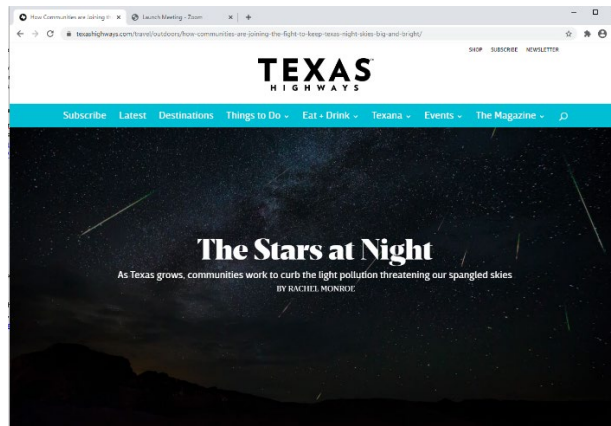 How Communities are Joining th
Launch Meeting - Zoom
texashighways.com/travel/outdoors/how-communities-are-joining-the-fight-to-keep-texas-night-skies-big-and-bright/
SHOP SUBSCRIBE NEWSLETTER
TEXAS
HIGHWAYS
Subscribe Latest Destinations Things to Do Eat + Drink Texana Events The Magazine
The Stars at Night
As Texas grows, communities work to curb the light pollution threatening our spangled skies
BY RACHEL MONROE